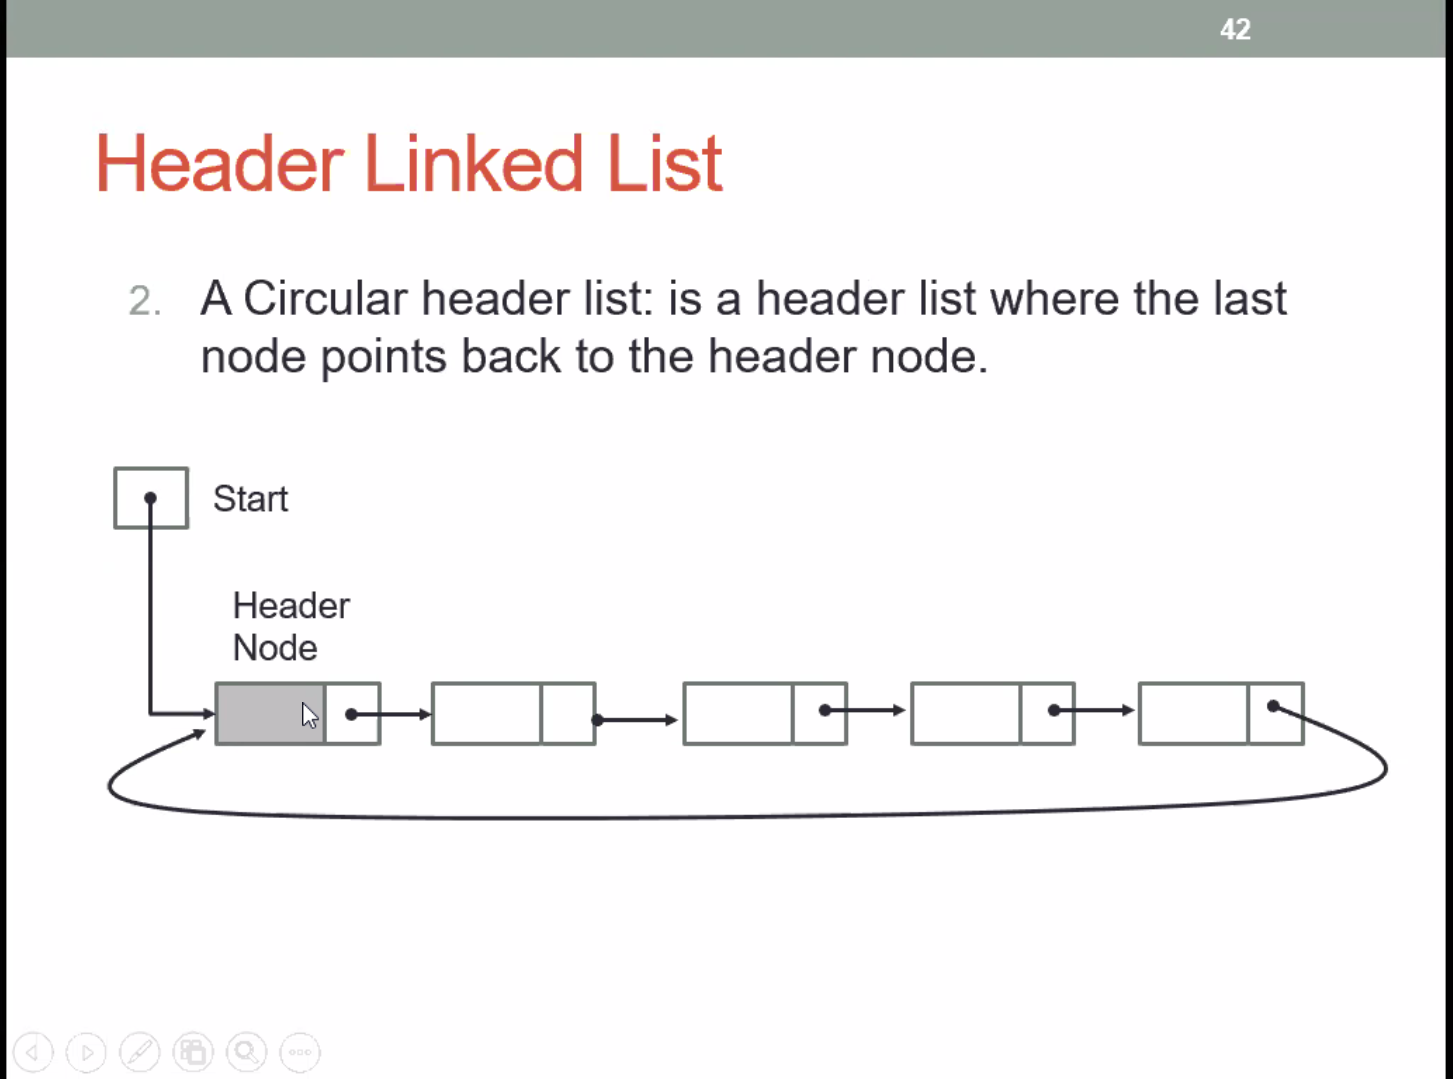 42
Header Linked List
2. A Circular header list: is a header list where the last
node points back to the header node.
Start
Header
Node